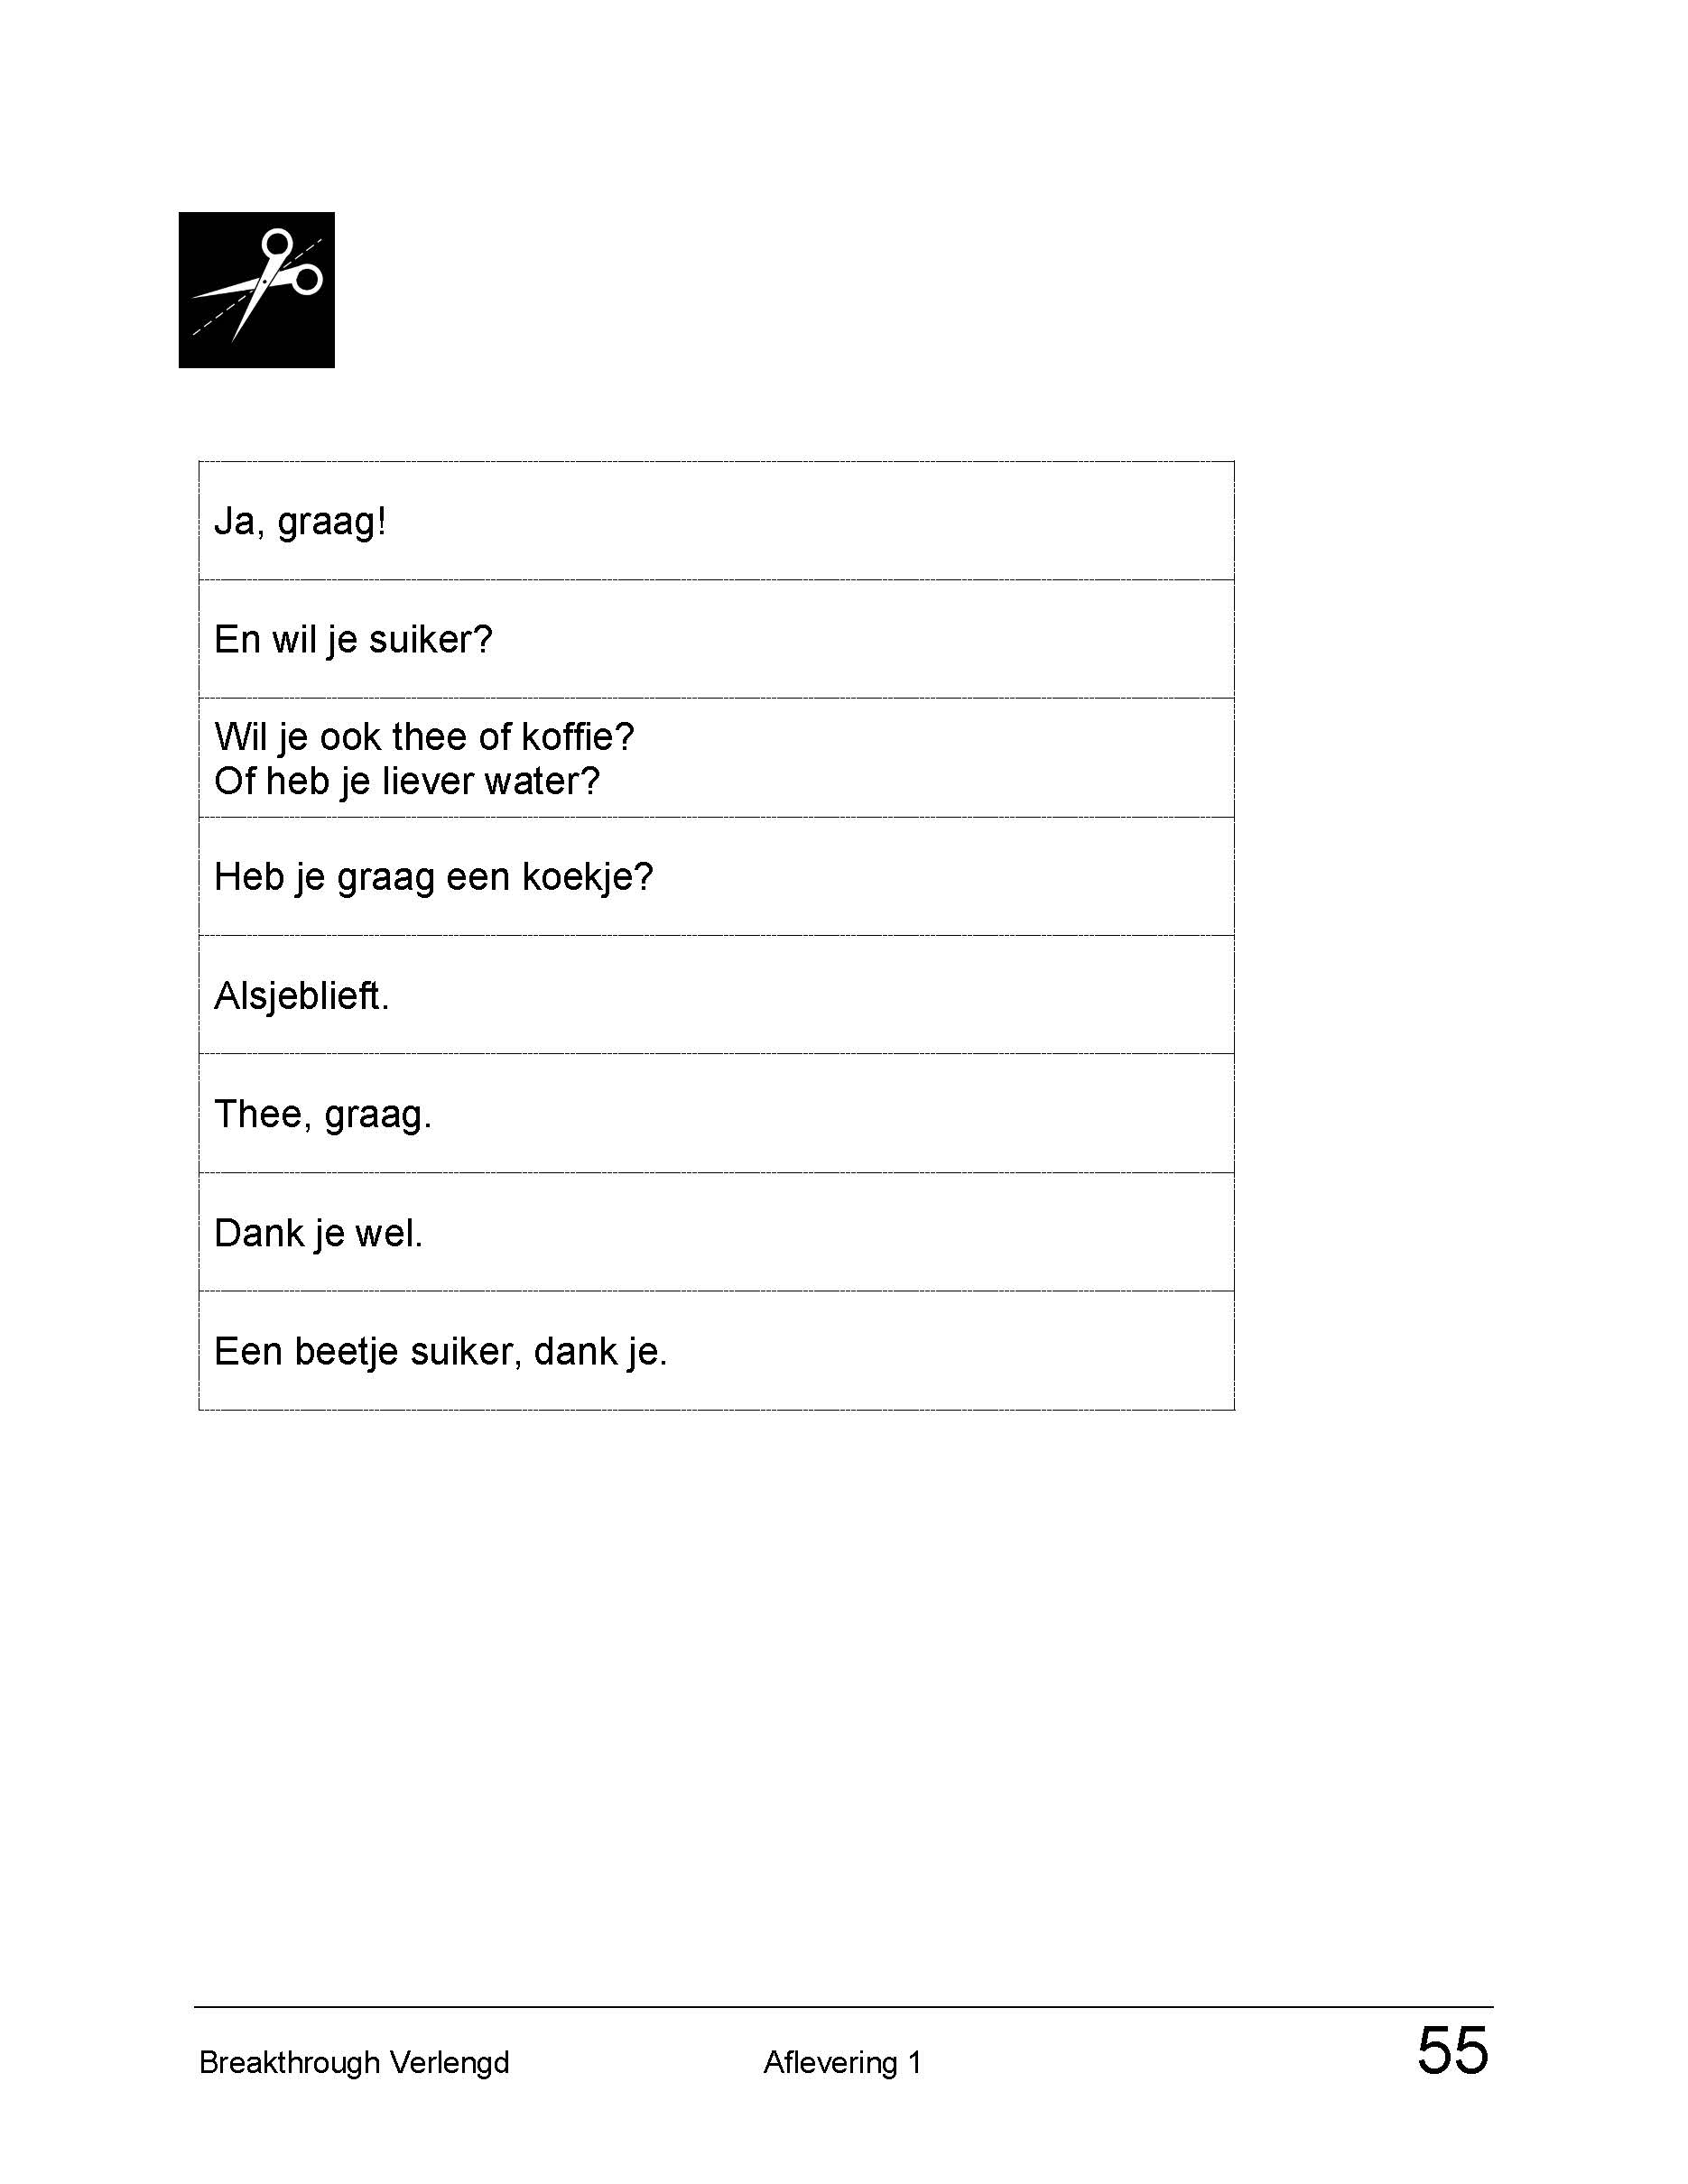 Ja, graag!
En wil je suiker?
Wil je ook thee of koffie?
Of heb je liever water?
Heb je graag een koekje?
Alsjeblieft.
Thee, graag.
Dank je wel.
Een beetje suiker, dank je.
Breakthrough Verlengd Aflevering 1 55